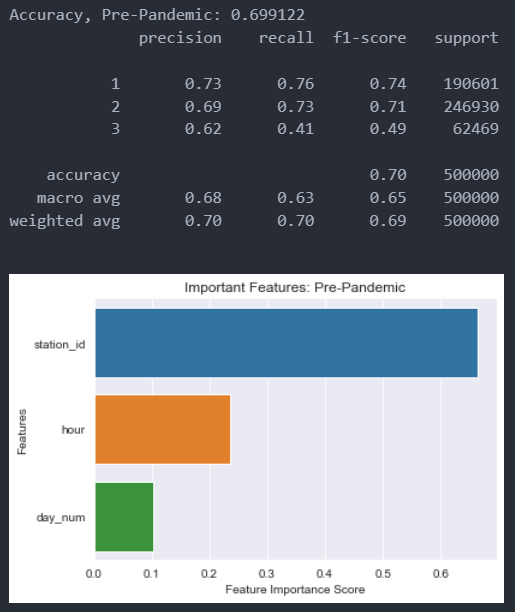 Accuracy, Pre-Pandemic: 0.699122
precision recall f1-score support
1 0.73 0.76 0.74 190601
2 0.69 0.73 0.71 246930
3 0.62 0.41 0.49 62469
accuracy 0.70 500000
macro avg 0.68 0.63 0.65 500000
weighted avg 0.70 0.70 0.69 500000
Important Features: Pre-Pandemic
station_id
hour
day_num
Features
0.0 0.1 0.2 0.3 0.4 0.5 0.6
Feature Importance Score